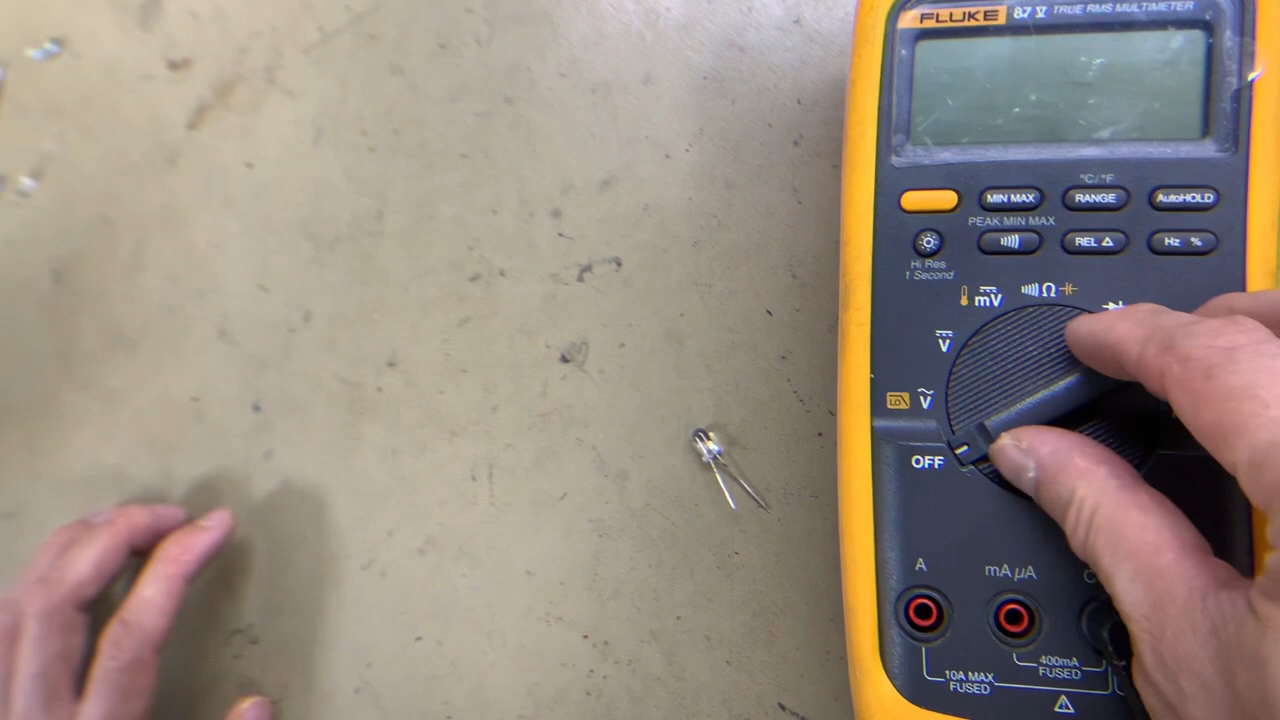 FLUKE 87 V TRUE RMS MULTIMETER
°C/°F
MIN MAX RANGE AutoHOLD
PEAK MIN MAX
REL Δ Hz %
Hi Res
1 Second
mV Ω
V
LO V
OFF
A mA µA
400mA
FUSED
10A MAX
FUSED